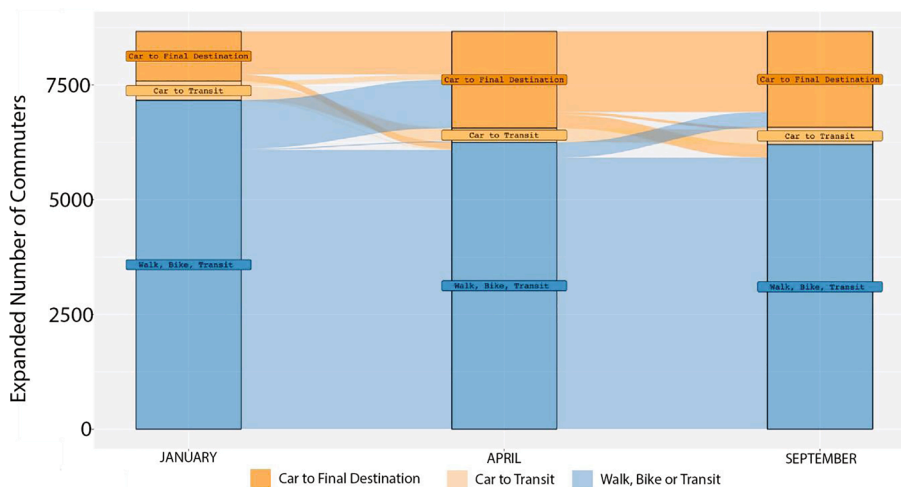 Expanded Number of Commuters
7500
5000
2500
0
Car to Final Destination
Car to Transit
Walk, Bike, Transit
Car to Final Destination
Car to Transit
Walk, Bike, Transit
Car to Final Destination
Car to Transit
Walk, Bike, Transit
JANUARY
APRIL
SEPTEMBER
Car to Final Destination
Car to Transit
Walk, Bike or Transit